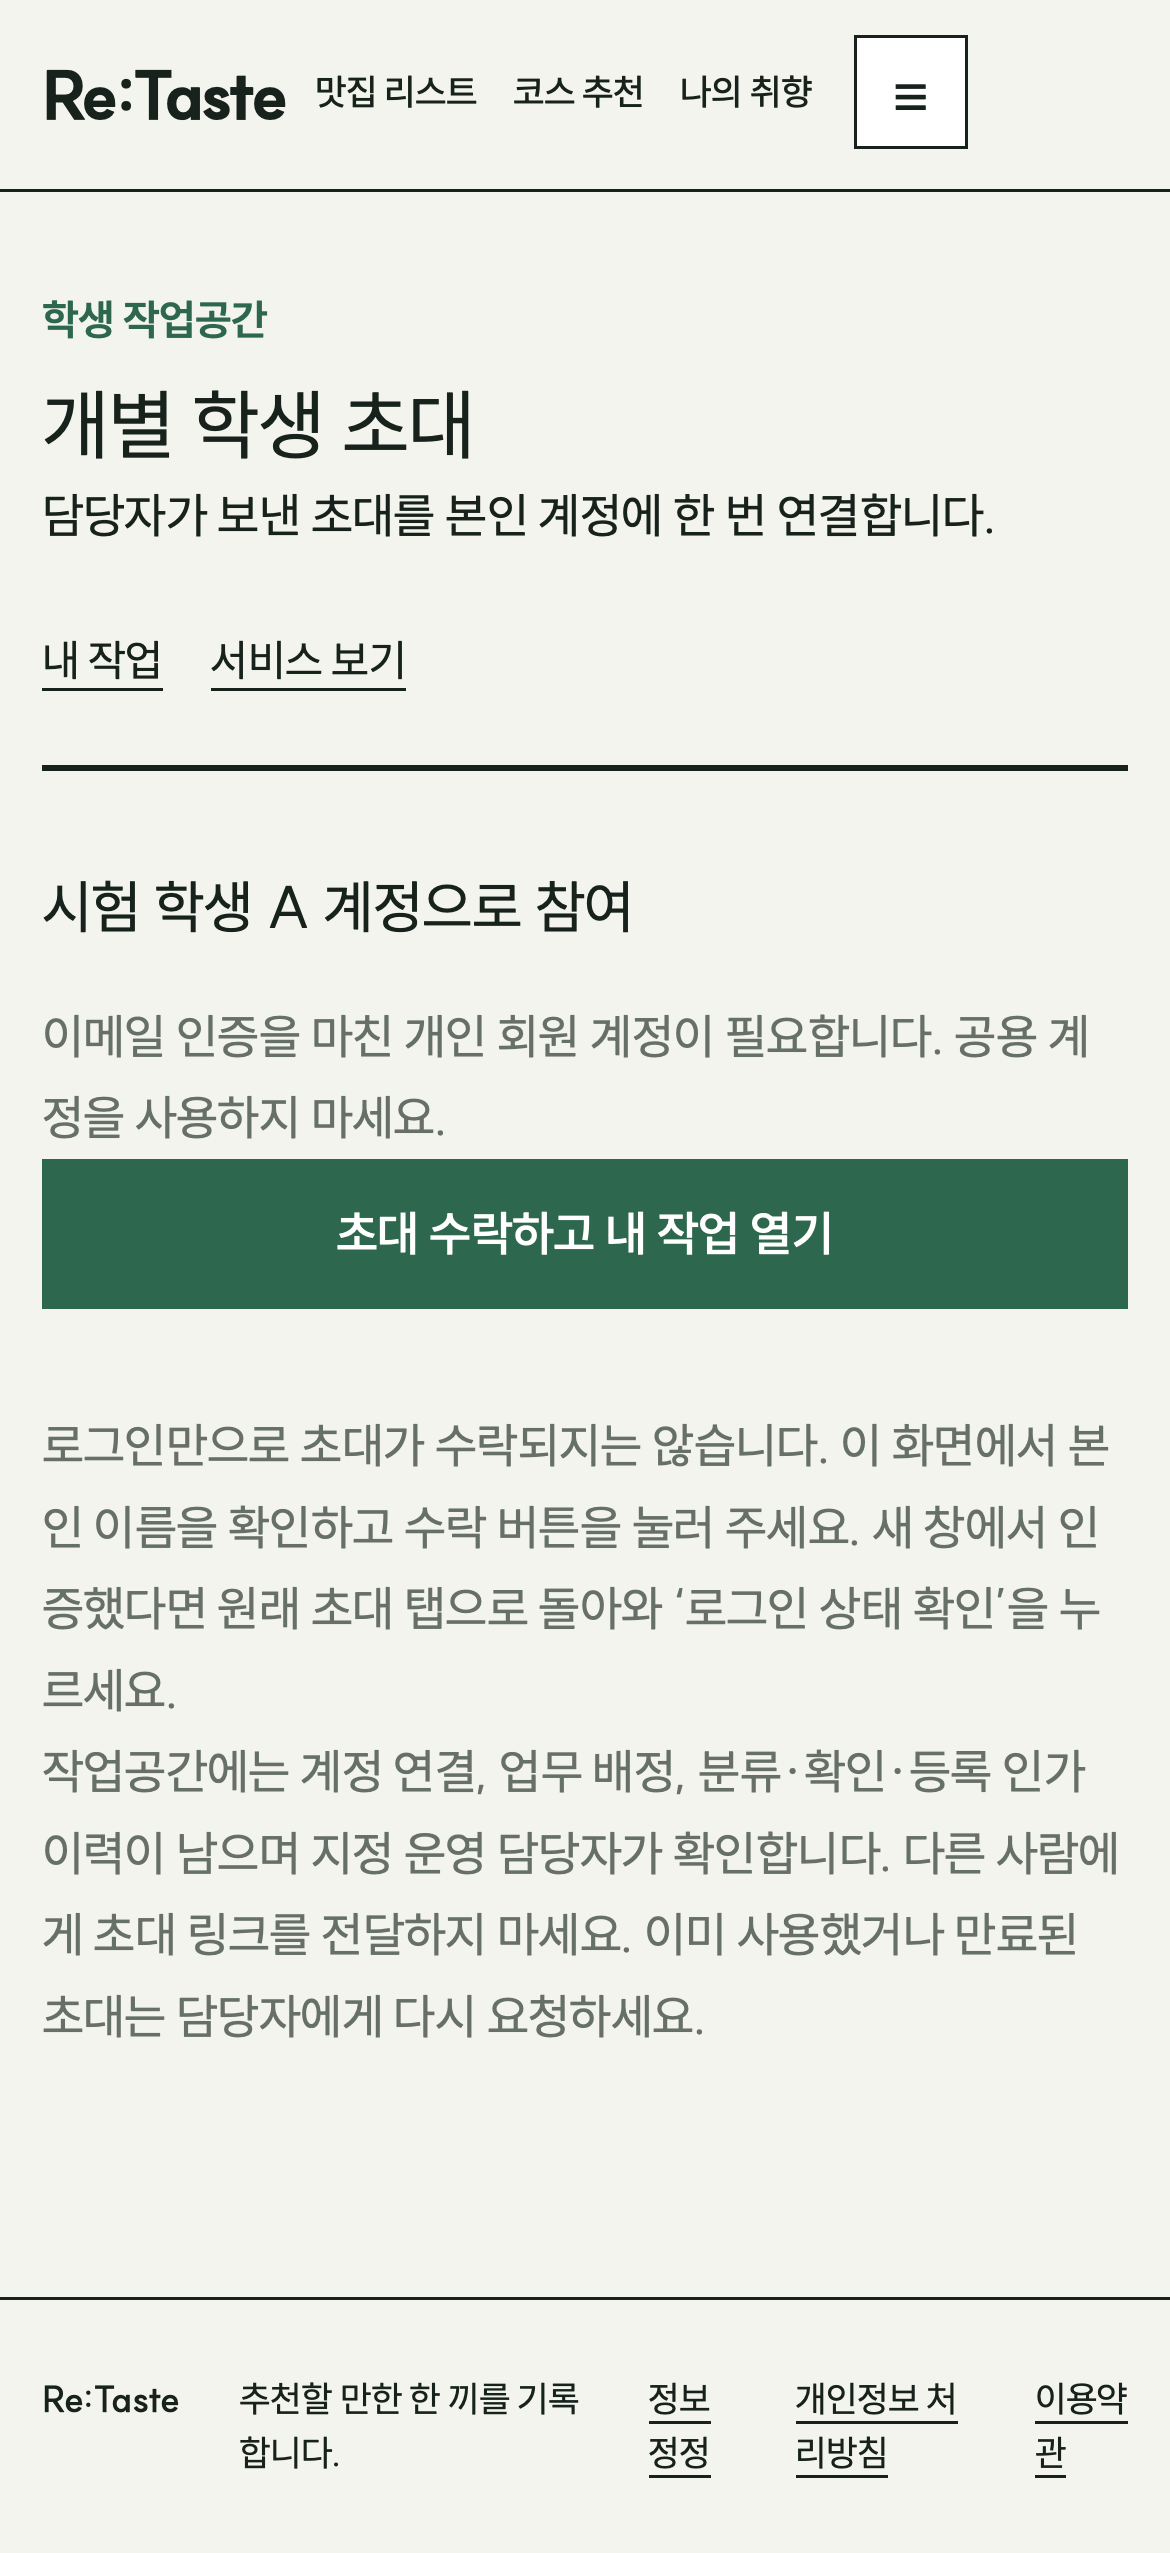 Re:Taste 맛집 리스트 코스 추천 나의 취향 ≡
학생 작업공간
개별 학생 초대
담당자가 보낸 초대를 본인 계정에 한 번 연결합니다.
내 작업 서비스 보기
시험 학생 A 계정으로 참여
이메일 인증을 마친 개인 회원 계정이 필요합니다. 공용 계
정을 사용하지 마세요.
초대 수락하고 내 작업 열기
로그인만으로 초대가 수락되지는 않습니다. 이 화면에서 본
인 이름을 확인하고 수락 버튼을 눌러 주세요. 새 창에서 인
증했다면 원래 초대 탭으로 돌아와 ‘로그인 상태 확인’을 누
르세요.
작업공간에는 계정 연결, 업무 배정, 분류·확인·등록 인가
이력이 남으며 지정 운영 담당자가 확인합니다. 다른 사람에
게 초대 링크를 전달하지 마세요. 이미 사용했거나 만료된
초대는 담당자에게 다시 요청하세요.
Re:Taste 추천할 만한 한 끼를 기록 정보 개인정보 처 이용약
합니다. 정정 리방침 관